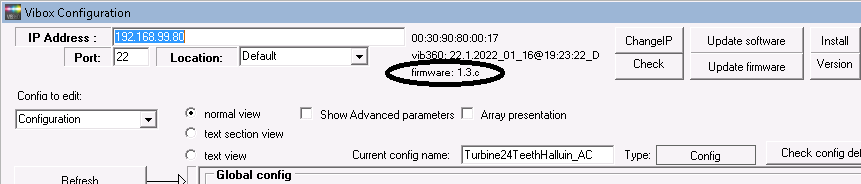 Vibox Configuration
IP Address : 192.168.99.80 00:30:90:80:00:17 ChangeIP Update software Install
Port: 22 Location: Default vib360: 22.1.2022_01_16@19:23:22_D
firmware: 1.3.c Check Update firmware Version
Config to edit:
Configuration normal view Show Advanced parameters Array presentation
text section view
text view Current config name: Turbine24TeethHalluin_AC Type: Config Check config def
Refresh Global config